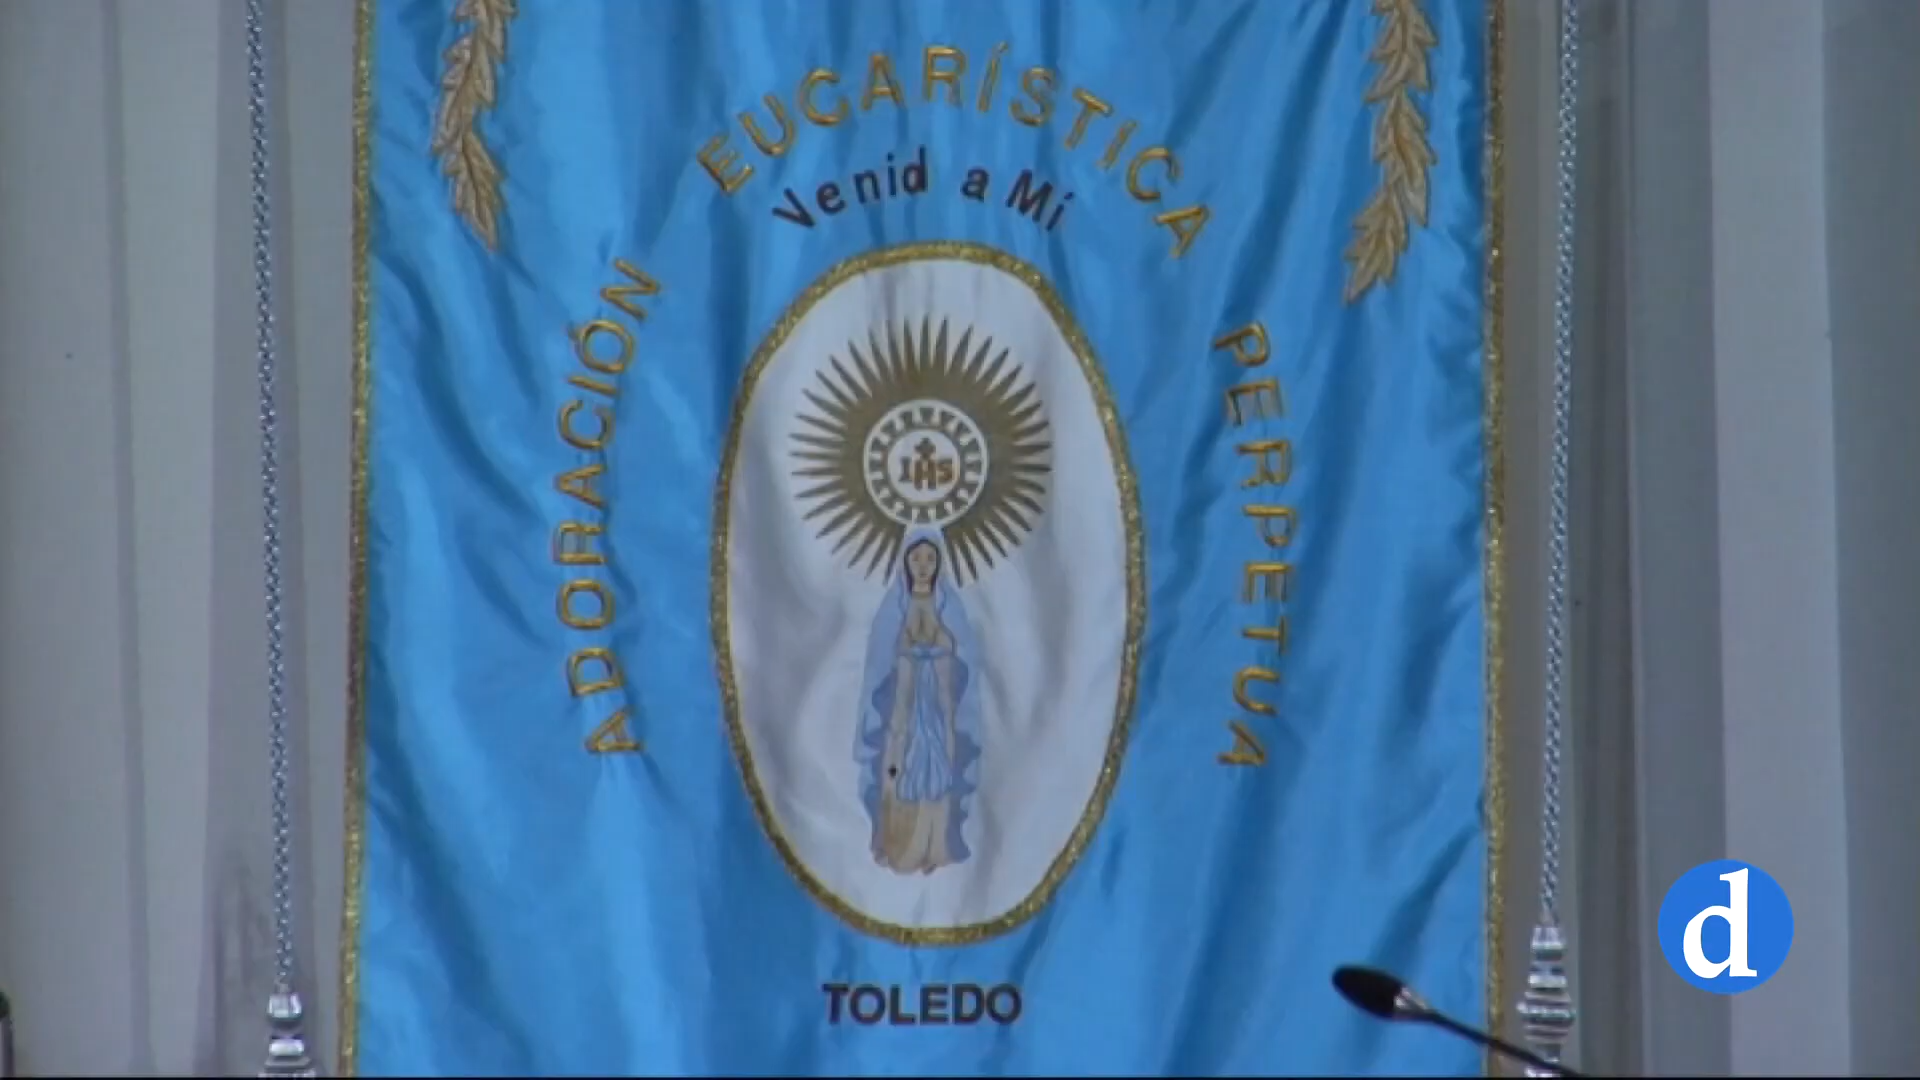 ADORACIÓN EUCARÍSTICA PERPETUA
Venid a Mí
IHS
TOLEDO
d